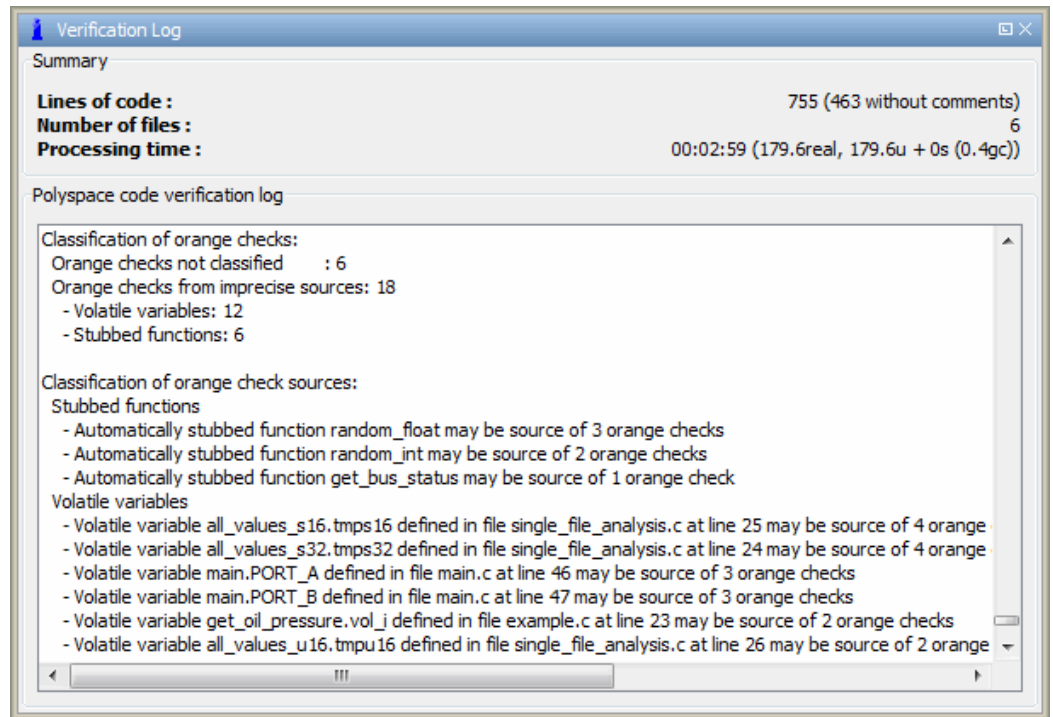 Verification Log
Summary
Lines of code : 755 (463 without comments)
Number of files : 6
Processing time : 00:02:59 (179.6real, 179.6u + 0s (0.4gc))
Polyspace code verification log
Classification of orange checks:
Orange checks not classified : 6
Orange checks from imprecise sources: 18
- Volatile variables: 12
- Stubbed functions: 6
Classification of orange check sources:
Stubbed functions
- Automatically stubbed function random_float may be source of 3 orange checks
- Automatically stubbed function random_int may be source of 2 orange checks
- Automatically stubbed function get_bus_status may be source of 1 orange check
Volatile variables
- Volatile variable all_values_s16.tmps16 defined in file single_file_analysis.c at line 25 may be source of 4 orange
- Volatile variable all_values_s32.tmps32 defined in file single_file_analysis.c at line 24 may be source of 4 orange
- Volatile variable main.PORT_A defined in file main.c at line 46 may be source of 3 orange checks
- Volatile variable main.PORT_B defined in file main.c at line 47 may be source of 3 orange checks
- Volatile variable get_oil_pressure.vol_i defined in file example.c at line 23 may be source of 2 orange checks
- Volatile variable all_values_u16.tmpu16 defined in file single_file_analysis.c at line 26 may be source of 2 orange